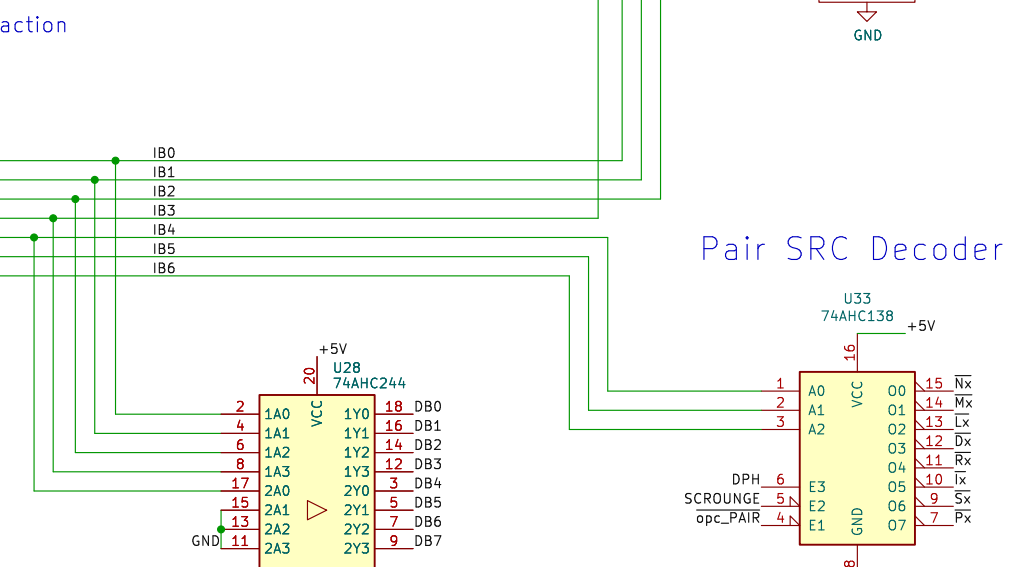 action
GND
IB0
IB1
IB2
IB3
IB4
IB5
IB6
Pair SRC Decoder
U33
74AHC138
+5V
16
VCC
1 A0 O0 15 Nx
2 A1 O1 14 Mx
3 A2 O2 13 Lx
O3 12 Dx
O4 11 Rx
DPH 6 E3 O5 10 Ix
SCROUNGE 5 E2 O6 9 Sx
opc_PAIR 4 E1 O7 7 Px
GND
8
+5V
U28
74AHC244
20
VCC
2 1A0 1Y0 18 DB0
4 1A1 1Y1 16 DB1
6 1A2 1Y2 14 DB2
8 1A3 1Y3 12 DB3
17 2A0 2Y0 3 DB4
15 2A1 2Y1 5 DB5
13 2A2 2Y2 7 DB6
GND 11 2A3 2Y3 9 DB7